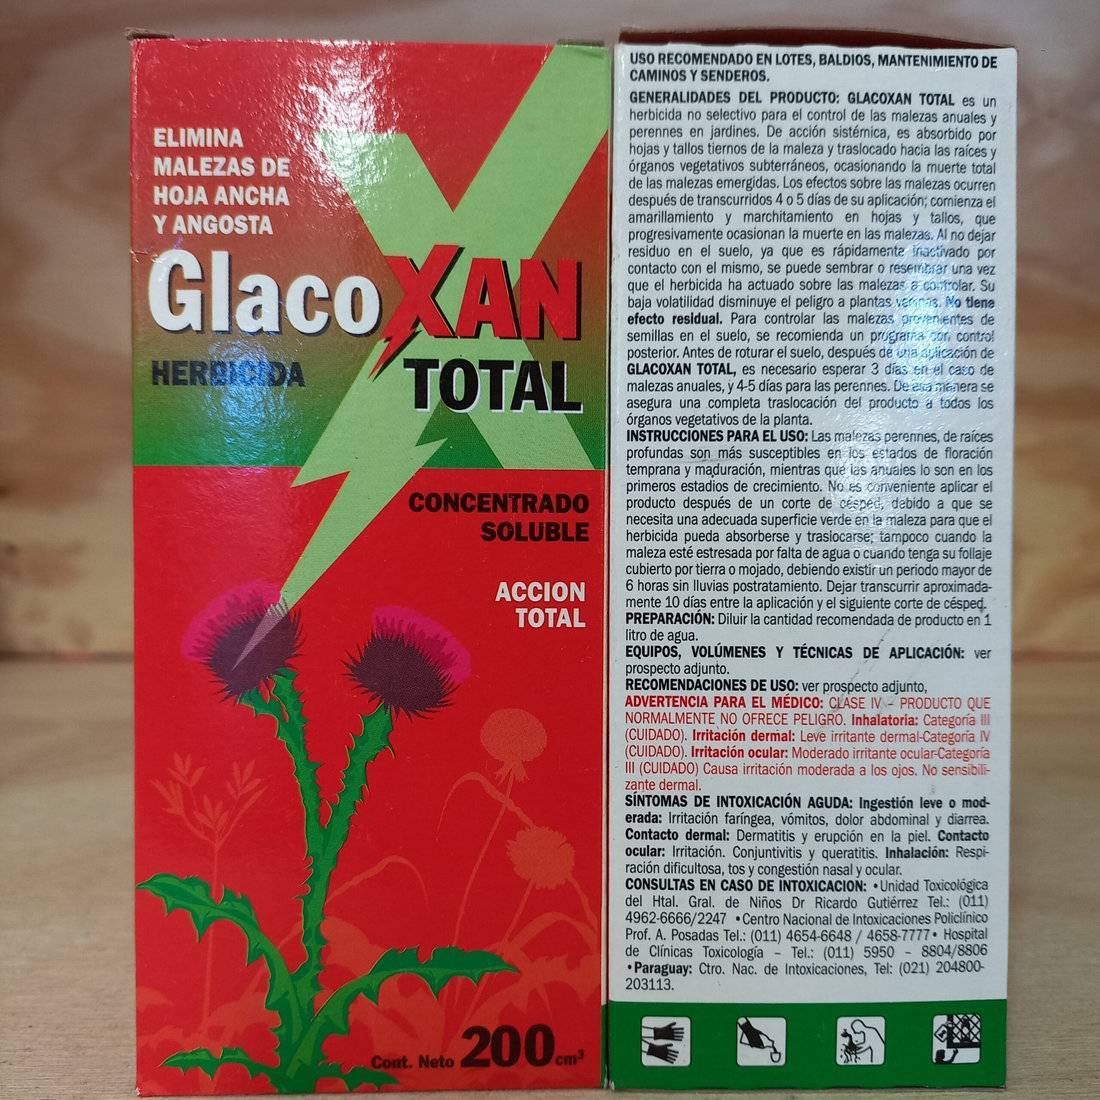 ELIMINA
MALEZAS DE
HOJA ANCHA
Y ANGOSTA
GlacoXAN
HERBICIDA
TOTAL
CONCENTRADO
SOLUBLE
ACCION
TOTAL
Cont. Neto 200 cm³
USO RECOMENDADO EN LOTES, BALDIOS, MANTENIMIENTO DE
CAMINOS Y SENDEROS.
GENERALIDADES DEL PRODUCTO: GLACOXAN TOTAL es un
herbicida no selectivo para el control de las malezas anuales y
perennes en jardines. De acción sistémica, es absorbido por
hojas y tallos tiernos de la maleza y traslocado hacia las raíces y
órganos vegetativos subterráneos, ocasionando la muerte total
de las malezas emergidas. Los efectos sobre las malezas ocurren
después de transcurridos 4 o 5 días de su aplicación; comienza el
amarillamiento y marchitamiento en hojas y tallos, que
progresivamente ocasionan la muerte en las malezas. Al no dejar
residuo en el suelo, ya que es rápidamente inactivado por
contacto con el mismo, se puede sembrar o resembrar una vez
que el herbicida ha actuado sobre las malezas a controlar. Su
baja volatilidad disminuye el peligro a plantas vecinas. No tiene
efecto residual. Para controlar las malezas provenientes de
semillas en el suelo, se recomienda un programa con control
posterior. Antes de roturar el suelo, después de una aplicación de
GLACOXAN TOTAL, es necesario esperar 3 días en el caso de
malezas anuales, y 4-5 días para las perennes. De esa manera se
asegura una completa traslocación del producto a todos los
órganos vegetativos de la planta.
INSTRUCCIONES PARA EL USO: Las malezas perennes, de raíces
profundas son más susceptibles en los estados de floración
temprana y maduración, mientras que las anuales lo son en los
primeros estadios de crecimiento. No es conveniente aplicar el
producto después de un corte de césped, debido a que se
necesita una adecuada superficie verde en la maleza para que el
herbicida pueda absorberse y traslocarse; tampoco cuando la
maleza esté estresada por falta de agua o cuando tenga su follaje
cubierto por tierra o mojado, debiendo existir un periodo mayor de
6 horas sin lluvias postratamiento. Dejar transcurrir aproximada-
mente 10 días entre la aplicación y el siguiente corte de césped.
PREPARACIÓN: Diluir la cantidad recomendada de producto en 1
litro de agua.
EQUIPOS, VOLÚMENES Y TÉCNICAS DE APLICACIÓN: ver
prospecto adjunto.
RECOMENDACIONES DE USO: ver prospecto adjunto,
ADVERTENCIA PARA EL MÉDICO: CLASE IV - PRODUCTO QUE
NORMALMENTE NO OFRECE PELIGRO. Inhalatoria: Categoría III
(CUIDADO). Irritación dermal: Leve irritante dermal-Categoría IV
(CUIDADO). Irritación ocular: Moderado irritante ocular-Categoría
III (CUIDADO) Causa irritación moderada a los ojos. No sensibili-
zante dermal.
SÍNTOMAS DE INTOXICACIÓN AGUDA: Ingestión leve o mod-
erada: Irritación faríngea, vómitos, dolor abdominal y diarrea.
Contacto dermal: Dermatitis y erupción en la piel. Contacto
ocular: Irritación. Conjuntivitis y queratitis. Inhalación: Respi-
ración dificultosa, tos y congestión nasal y ocular.
CONSULTAS EN CASO DE INTOXICACION: •Unidad Toxicológica
del Htal. Gral. de Niños Dr Ricardo Gutiérrez Tel.: (011)
4962-6666/2247 •Centro Nacional de Intoxicaciones Policlínico
Prof. A. Posadas Tel.: (011) 4654-6648 / 4658-7777• Hospital
de Clínicas Toxicología – Tel.: (011) 5950 - 8804/8806
•Paraguay: Ctro. Nac. de Intoxicaciones, Tel: (021) 204800-
203113.